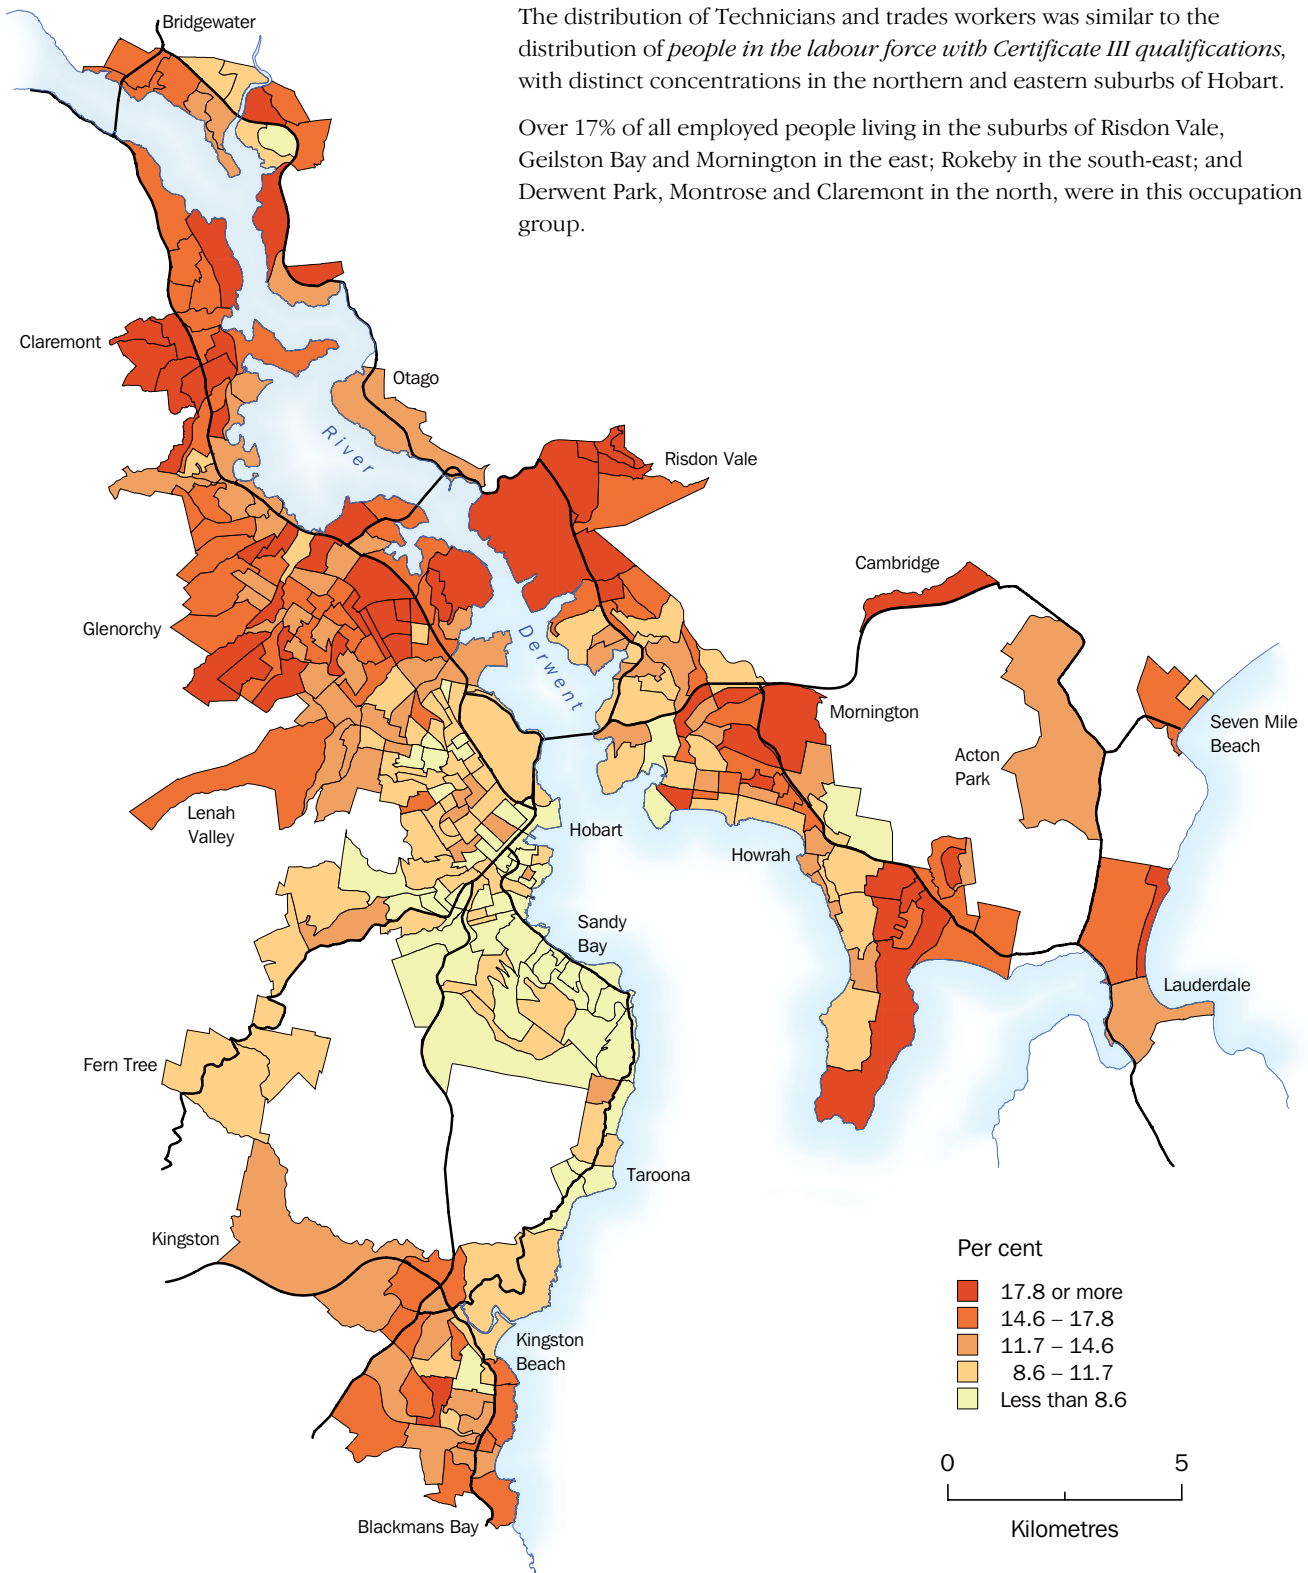 The distribution of Technicians and trades workers was similar to the
distribution of people in the labour force with Certificate III qualifications,
with distinct concentrations in the northern and eastern suburbs of Hobart.
Over 17% of all employed people living in the suburbs of Risdon Vale,
Geilston Bay and Mornington in the east; Rokeby in the south-east; and
Derwent Park, Montrose and Claremont in the north, were in this occupation
group.
Bridgewater
Claremont
Otago
River
Risdon Vale
Cambridge
Glenorchy
Derwent
Mornington
Seven Mile
Beach
Acton
Park
Lenah
Valley
Hobart
Howrah
Sandy
Bay
Lauderdale
Fern Tree
Taroona
Kingston
Kingston
Beach
Blackmans Bay
Per cent
17.8 or more
14.6 – 17.8
11.7 – 14.6
8.6 – 11.7
Less than 8.6
0 5
Kilometres